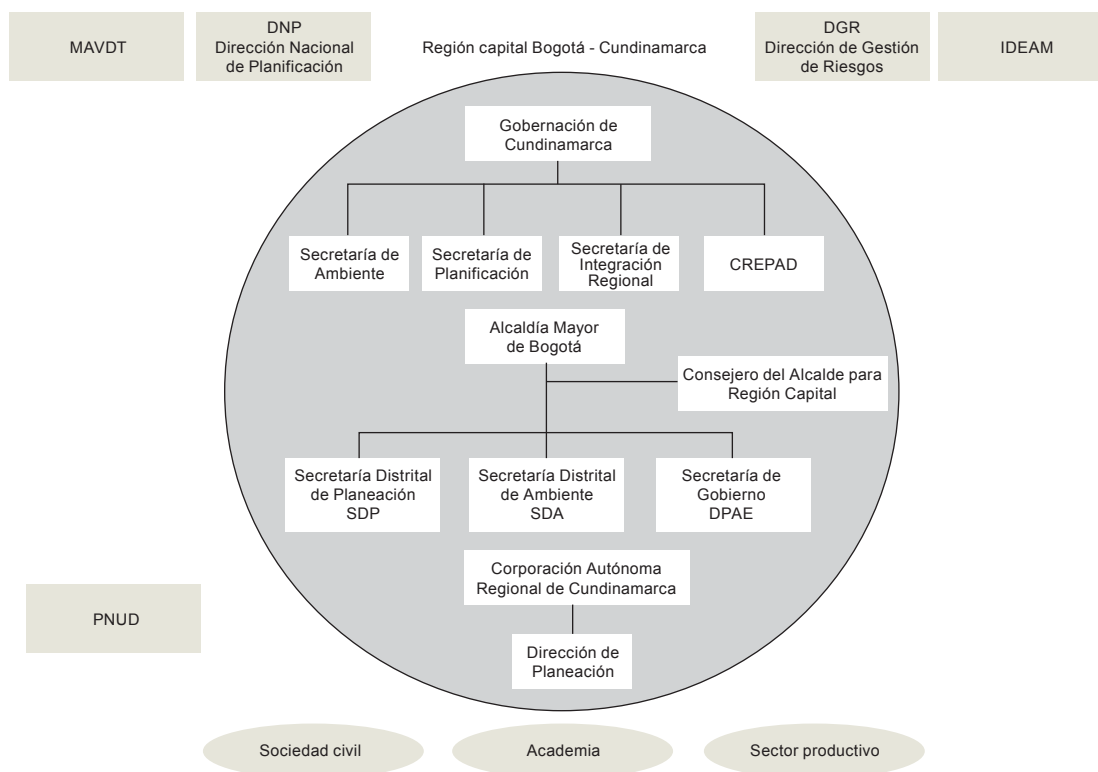 MAVDT
DNP
Dirección Nacional
de Planificación
Región capital Bogotá - Cundinamarca
DGR
Dirección de Gestión
de Riesgos
IDEAM
Gobernación de
Cundinamarca
Secretaría de
Ambiente
Secretaría de
Planificación
Secretaría de
Integración
Regional
CREPAD
Alcaldía Mayor
de Bogotá
Consejero del Alcalde para
Región Capital
Secretaría Distrital
de Planeación
SDP
Secretaría Distrital
de Ambiente
SDA
Secretaría de
Gobierno
DPAE
Corporación Autónoma
Regional de Cundinamarca
PNUD
Dirección de
Planeación
Sociedad civil
Academia
Sector productivo